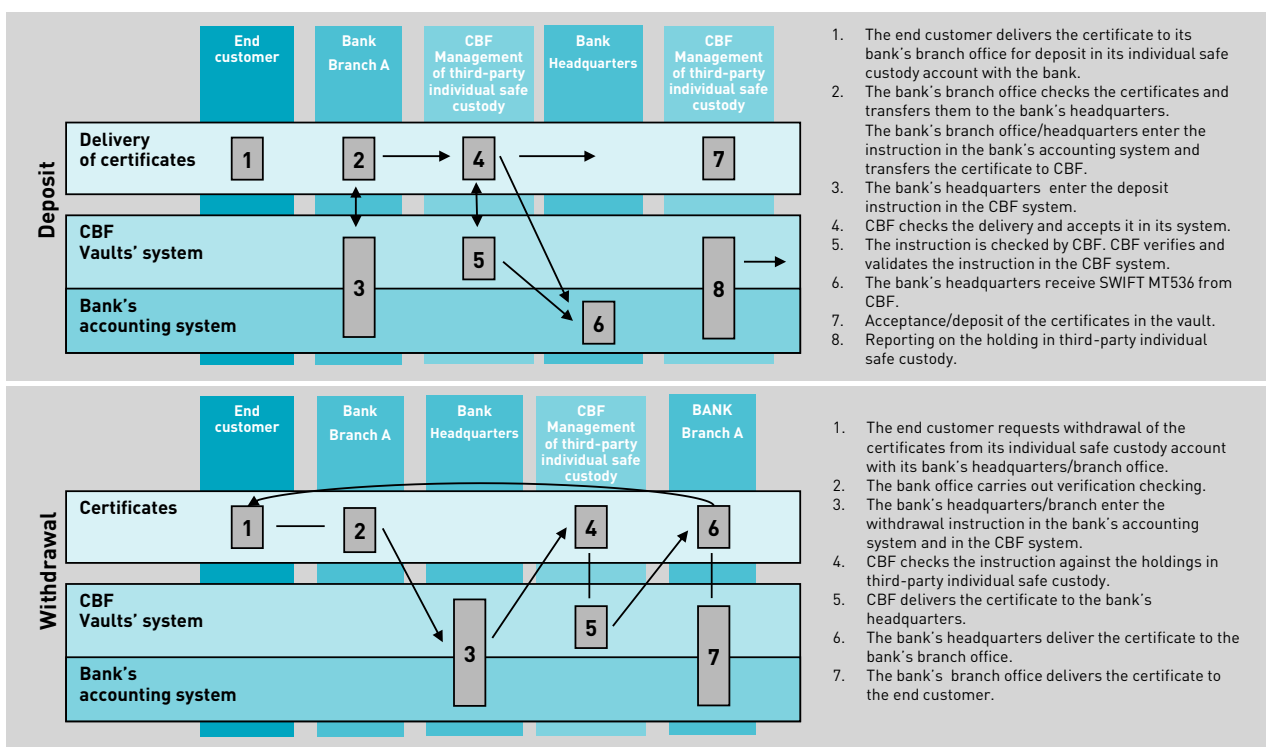 Deposit
End
customer
Bank
Branch A
CBF
Management
of third-party
individual safe
custody
Bank
Headquarters
CBF
Management
of third-party
individual safe
custody
Delivery
of certificates
1
2
4
7
CBF
Vaults’ system
3
5
8
Bank’s
accounting system
6
1. The end customer delivers the certificate to its
bank’s branch office for deposit in its individual safe
custody account with the bank.
2. The bank’s branch office checks the certificates and
transfers them to the bank’s headquarters.
The bank’s branch office/headquarters enter the
instruction in the bank’s accounting system and
transfers the certificate to CBF.
3. The bank’s headquarters enter the deposit
instruction in the CBF system.
4. CBF checks the delivery and accepts it in its system.
5. The instruction is checked by CBF. CBF verifies and
validates the instruction in the CBF system.
6. The bank’s headquarters receive SWIFT MT536 from
CBF.
7. Acceptance/deposit of the certificates in the vault.
8. Reporting on the holding in third-party individual
safe custody.
Withdrawal
End
customer
Bank
Branch A
Bank
Headquarters
CBF
Management
of third-party
individual safe
custody
BANK
Branch A
Certificates
1
2
4
6
CBF
Vaults’ system
3
5
7
Bank’s
accounting system
1. The end customer requests withdrawal of the
certificates from its individual safe custody account
with its bank’s headquarters/branch office.
2. The bank office carries out verification checking.
3. The bank’s headquarters/branch enter the
withdrawal instruction in the bank’s accounting
system and in the CBF system.
4. CBF checks the instruction against the holdings in
third-party individual safe custody.
5. CBF delivers the certificate to the bank’s
headquarters.
6. The bank’s headquarters deliver the certificate to the
bank’s branch office.
7. The bank’s branch office delivers the certificate to
the end customer.